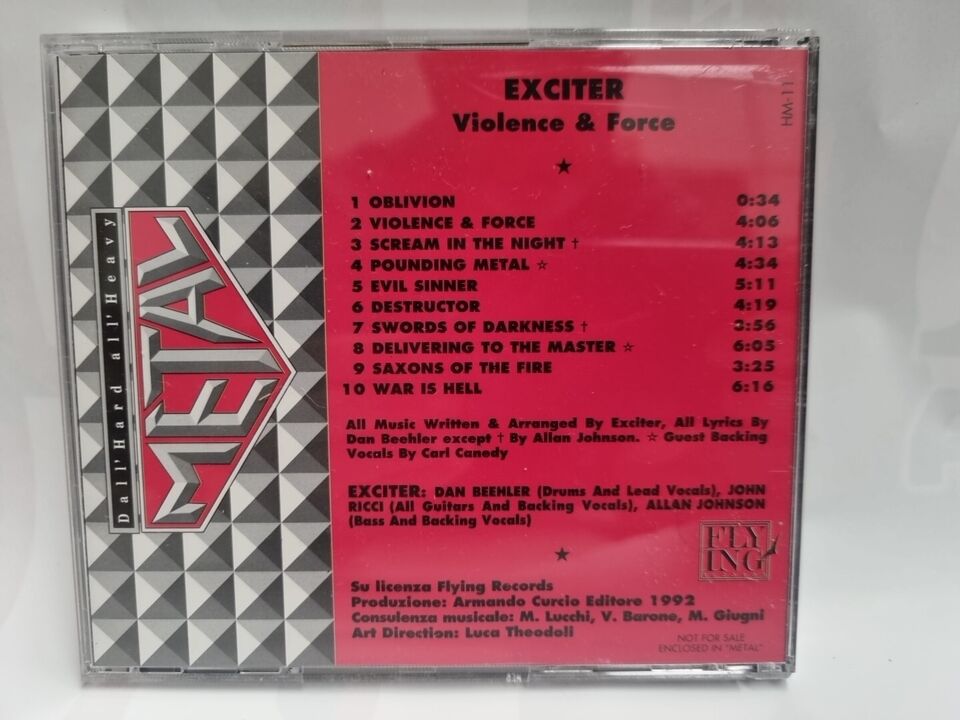 EXCITER
Violence & Force
HM-11
★
1 OBLIVION 0:34
2 VIOLENCE & FORCE 4:06
3 SCREAM IN THE NIGHT † 4:13
4 POUNDING METAL ☆ 4:34
5 EVIL SINNER 5:11
6 DESTRUCTOR 4:19
7 SWORDS OF DARKNESS † 3:56
8 DELIVERING TO THE MASTER ☆ 6:05
9 SAXONS OF THE FIRE 3:25
10 WAR IS HELL 6:16
All Music Written & Arranged By Exciter, All Lyrics By
Dan Beehler except † By Allan Johnson. ☆ Guest Backing
Vocals By Carl Canedy
EXCITER: DAN BEEHLER (Drums And Lead Vocals), JOHN
RICCI (All Guitars And Backing Vocals), ALLAN JOHNSON
(Bass And Backing Vocals)
FLY
ING
★
Su licenza Flying Records
Produzione: Armando Curcio Editore 1992
Consulenza musicale: M. Lucchi, V. Barone, M. Giugni
Art Direction: Luca Theodoli
NOT FOR SALE
ENCLOSED IN "METAL"
Dall'Hard all'Heavy
METAL